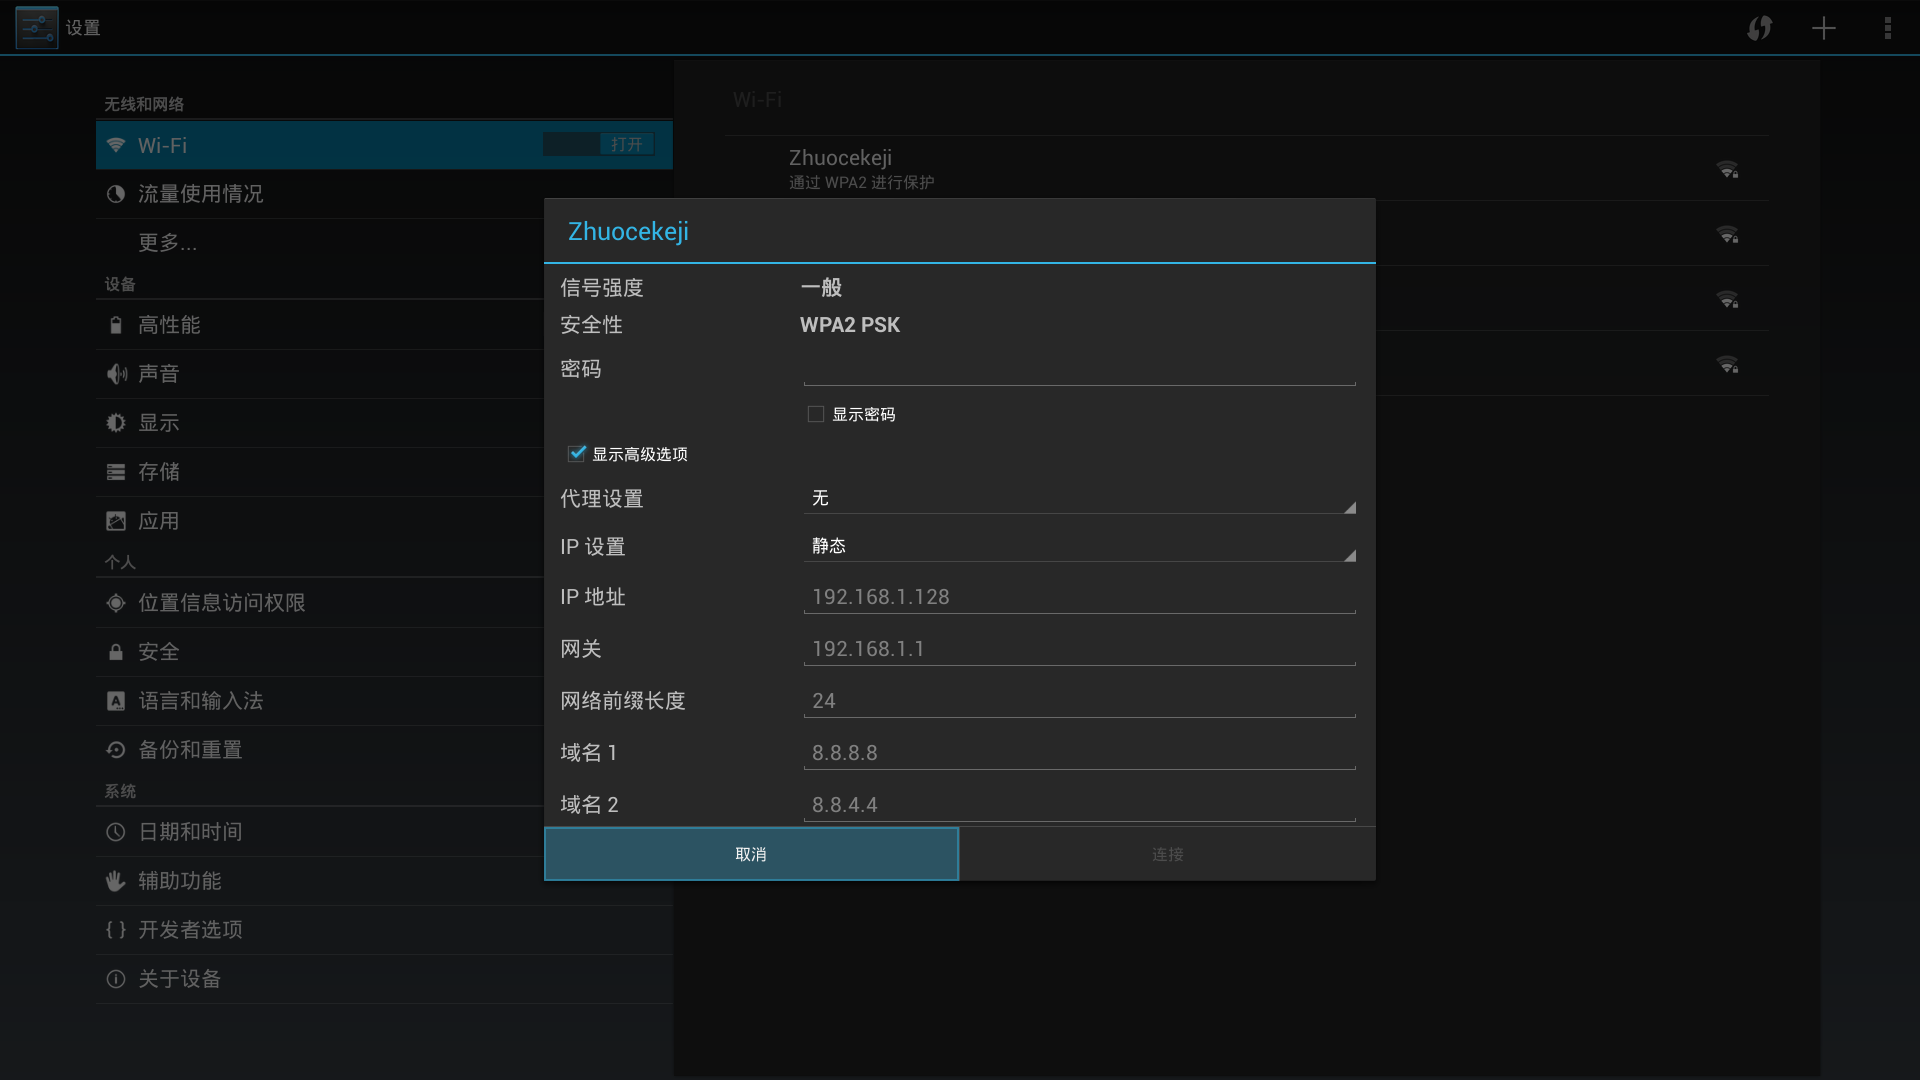 设置
无线和网络
Wi-Fi
打开
流量使用情况
更多...
设备
高性能
声音
显示
存储
应用
个人
位置信息访问权限
安全
语言和输入法
备份和重置
系统
日期和时间
辅助功能
{ } 开发者选项
关于设备
Wi-Fi
Zhuocekeji
通过 WPA2 进行保护
Zhuocekeji
信号强度 一般
安全性 WPA2 PSK
密码
显示密码
显示高级选项
代理设置 无
IP 设置 静态
IP 地址 192.168.1.128
网关 192.168.1.1
网络前缀长度 24
域名 1 8.8.8.8
域名 2 8.8.4.4
取消 连接